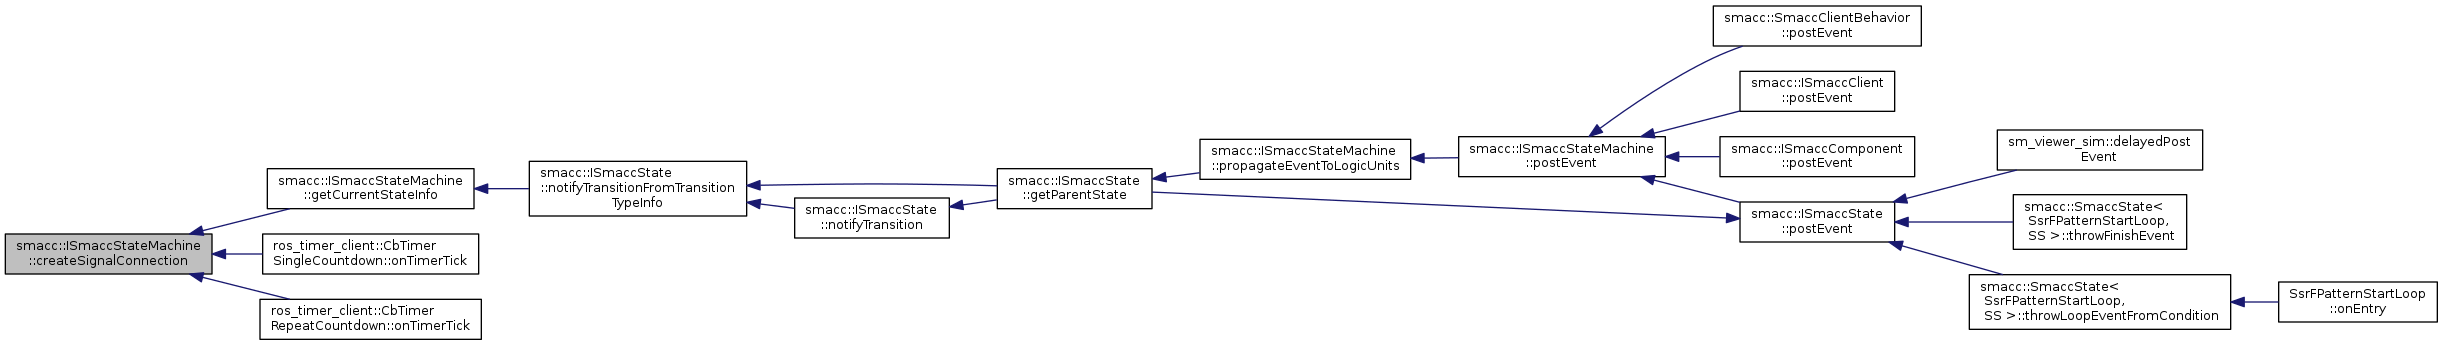 smacc::ISmaccStateMachine
::createSignalConnection
smacc::ISmaccStateMachine
::getCurrentStateInfo
ros_timer_client::CbTimer
SingleCountdown::onTimerTick
ros_timer_client::CbTimer
RepeatCountdown::onTimerTick
smacc::ISmaccState
::notifyTransitionFromTransition
TypeInfo
smacc::ISmaccState
::notifyTransition
smacc::ISmaccState
::getParentState
smacc::ISmaccStateMachine
::propagateEventToLogicUnits
smacc::ISmaccStateMachine
::postEvent
smacc::SmaccClientBehavior
::postEvent
smacc::ISmaccClient
::postEvent
smacc::ISmaccComponent
::postEvent
smacc::ISmaccState
::postEvent
sm_viewer_sim::delayedPost
Event
smacc::SmaccState<
SsrFPatternStartLoop,
SS >::throwFinishEvent
smacc::SmaccState<
SsrFPatternStartLoop,
SS >::throwLoopEventFromCondition
SsrFPatternStartLoop
::onEntry